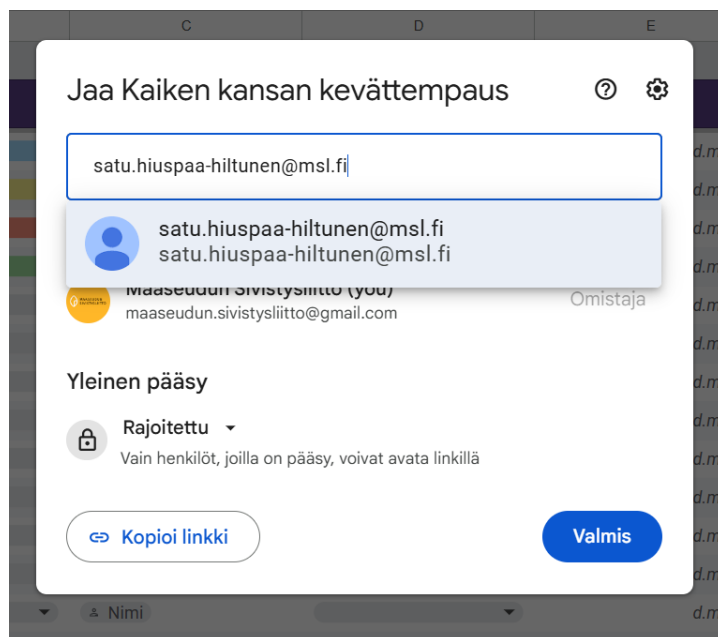 C D E
Jaa Kaiken kansan kevättempaus
satu.hiuspaa-hiltunen@msl.fi
satu.hiuspaa-hiltunen@msl.fi
satu.hiuspaa-hiltunen@msl.fi
Maaseudun Sivistysliitto (you)
Omistaja
maaseudun.sivistysliitto@gmail.com
Yleinen pääsy
Rajoitettu
Vain henkilöt, joilla on pääsy, voivat avata linkillä
Kopioi linkki
Valmis
Nimi